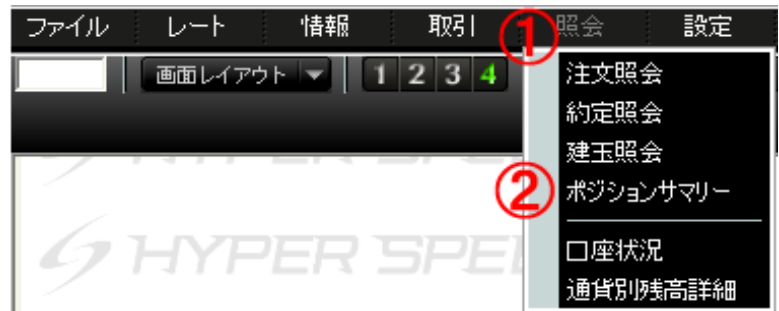 ファイル レート 情報 取引 ① 照会 設定
画面レイアウト 1 2 3 4
注文照会
約定照会
建玉照会
② ポジションサマリー
口座状況
通貨別残高詳細
HYPER SPE